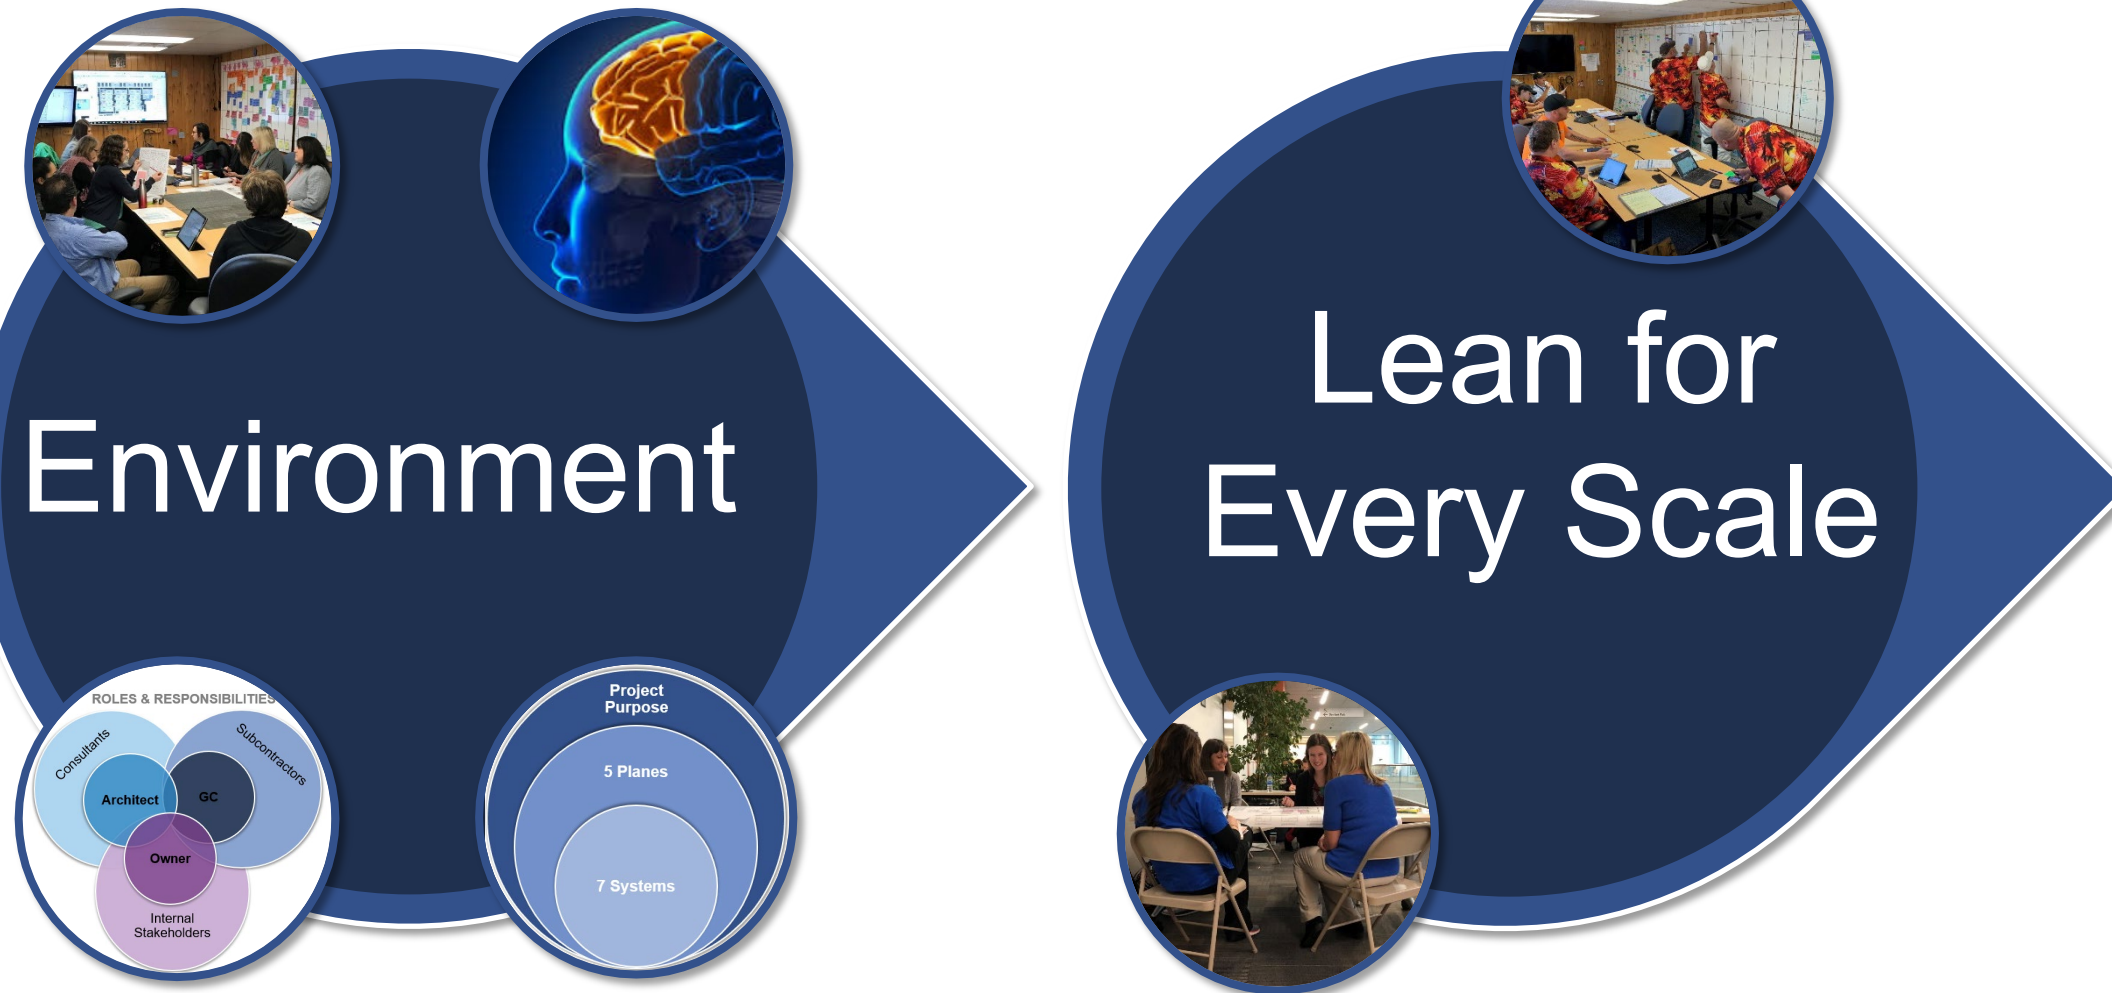 Environment
ROLES & RESPONSIBILITIES
Consultants
Subcontractors
Architect
GC
Owner
Internal
Stakeholders
Project
Purpose
5 Planes
7 Systems
Lean for
Every Scale